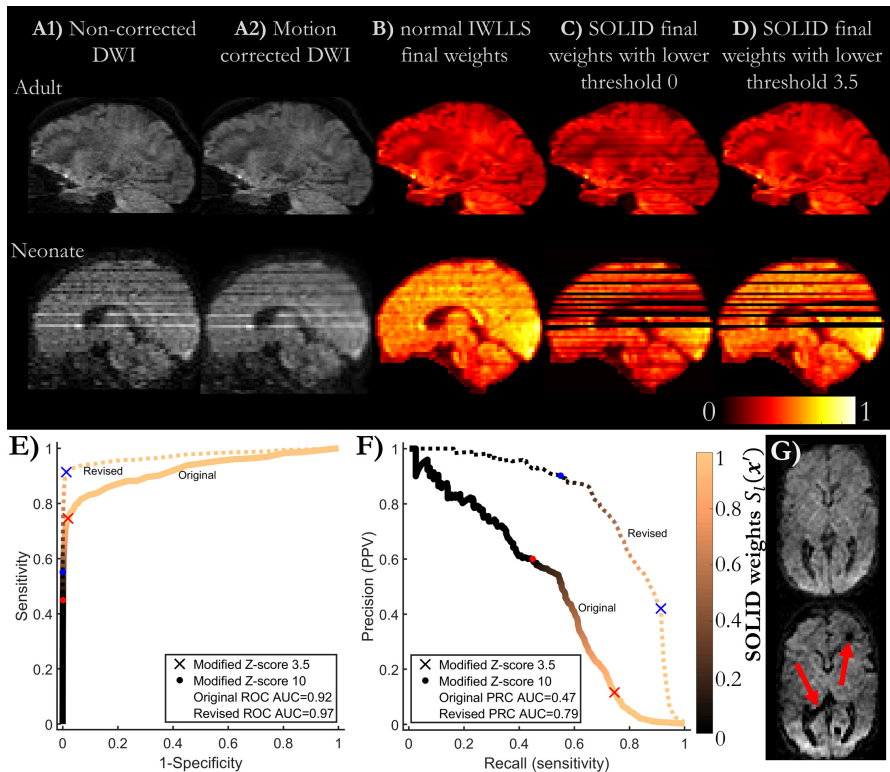 A1) Non-corrected
DWI
A2) Motion
corrected DWI
B) normal IWLLS
final weights
C) SOLID final
weights with lower
threshold 0
D) SOLID final
weights with lower
threshold 3.5
Adult
Neonate
0
1
E)
1
0.8
0.6
0.4
0.2
0
Sensitivity
Revised
Original
× Modified Z-score 3.5
● Modified Z-score 10
Original ROC AUC=0.92
Revised ROC AUC=0.97
0 0.2 0.4 0.6 0.8 1
1-Specificity
F)
1
0.8
0.6
0.4
0.2
0
Precision (PPV)
Revised
Original
× Modified Z-score 3.5
● Modified Z-score 10
Original PRC AUC=0.47
Revised PRC AUC=0.79
0 0.2 0.4 0.6 0.8 1
Recall (sensitivity)
1
0.8
0.6
0.4
0.2
0
SOLID weights S_l(x')
G)